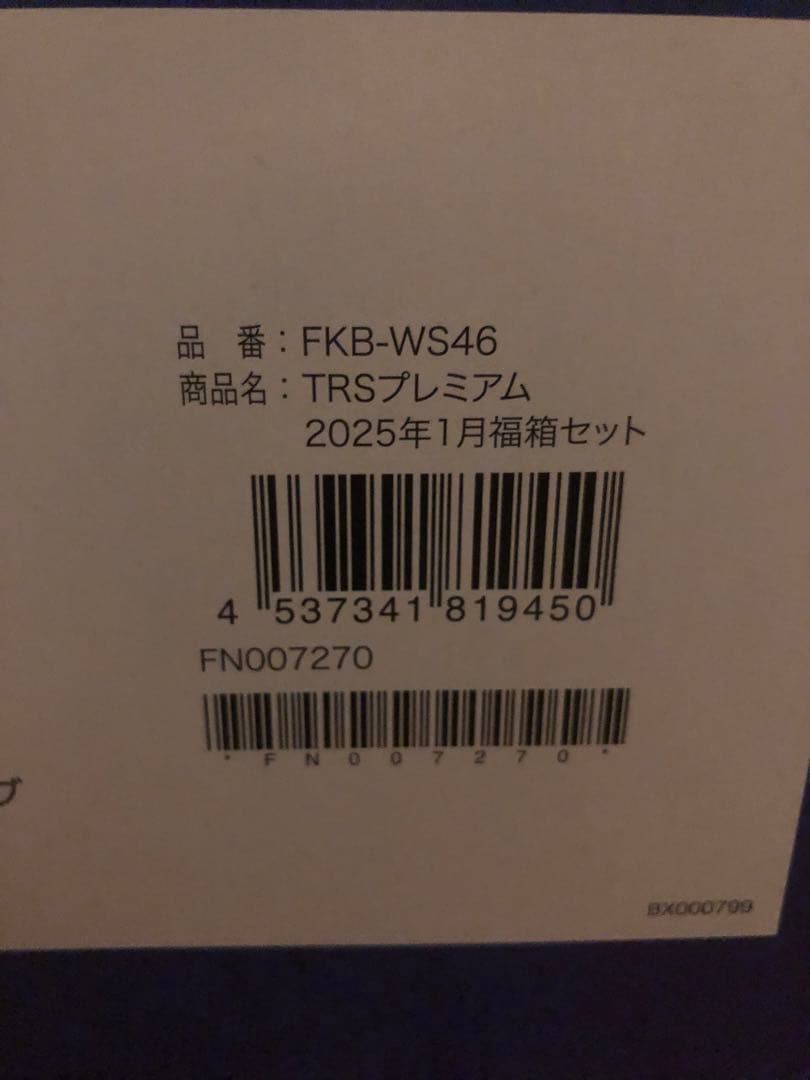 品　番：FKB-WS46
商品名：TRSプレミアム
2025年1月福箱セット
4 537341 819450
FN007270
*FN007270*
ブ
BX000799